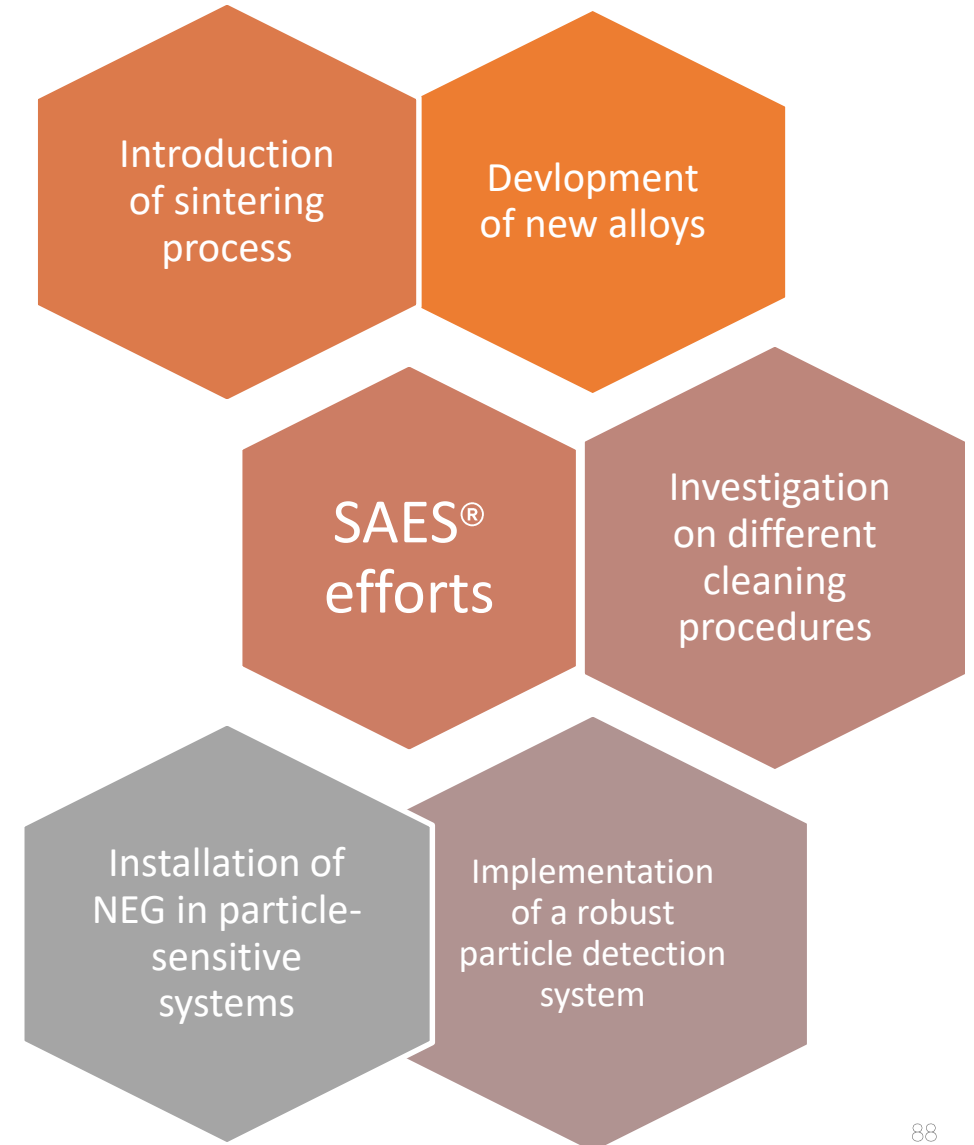 Introduction
of sintering
process
Devlopment
of new alloys
SAES®
efforts
Investigation
on different
cleaning
procedures
Installation of
NEG in particle-
sensitive
systems
Implementation
of a robust
particle detection
system
88